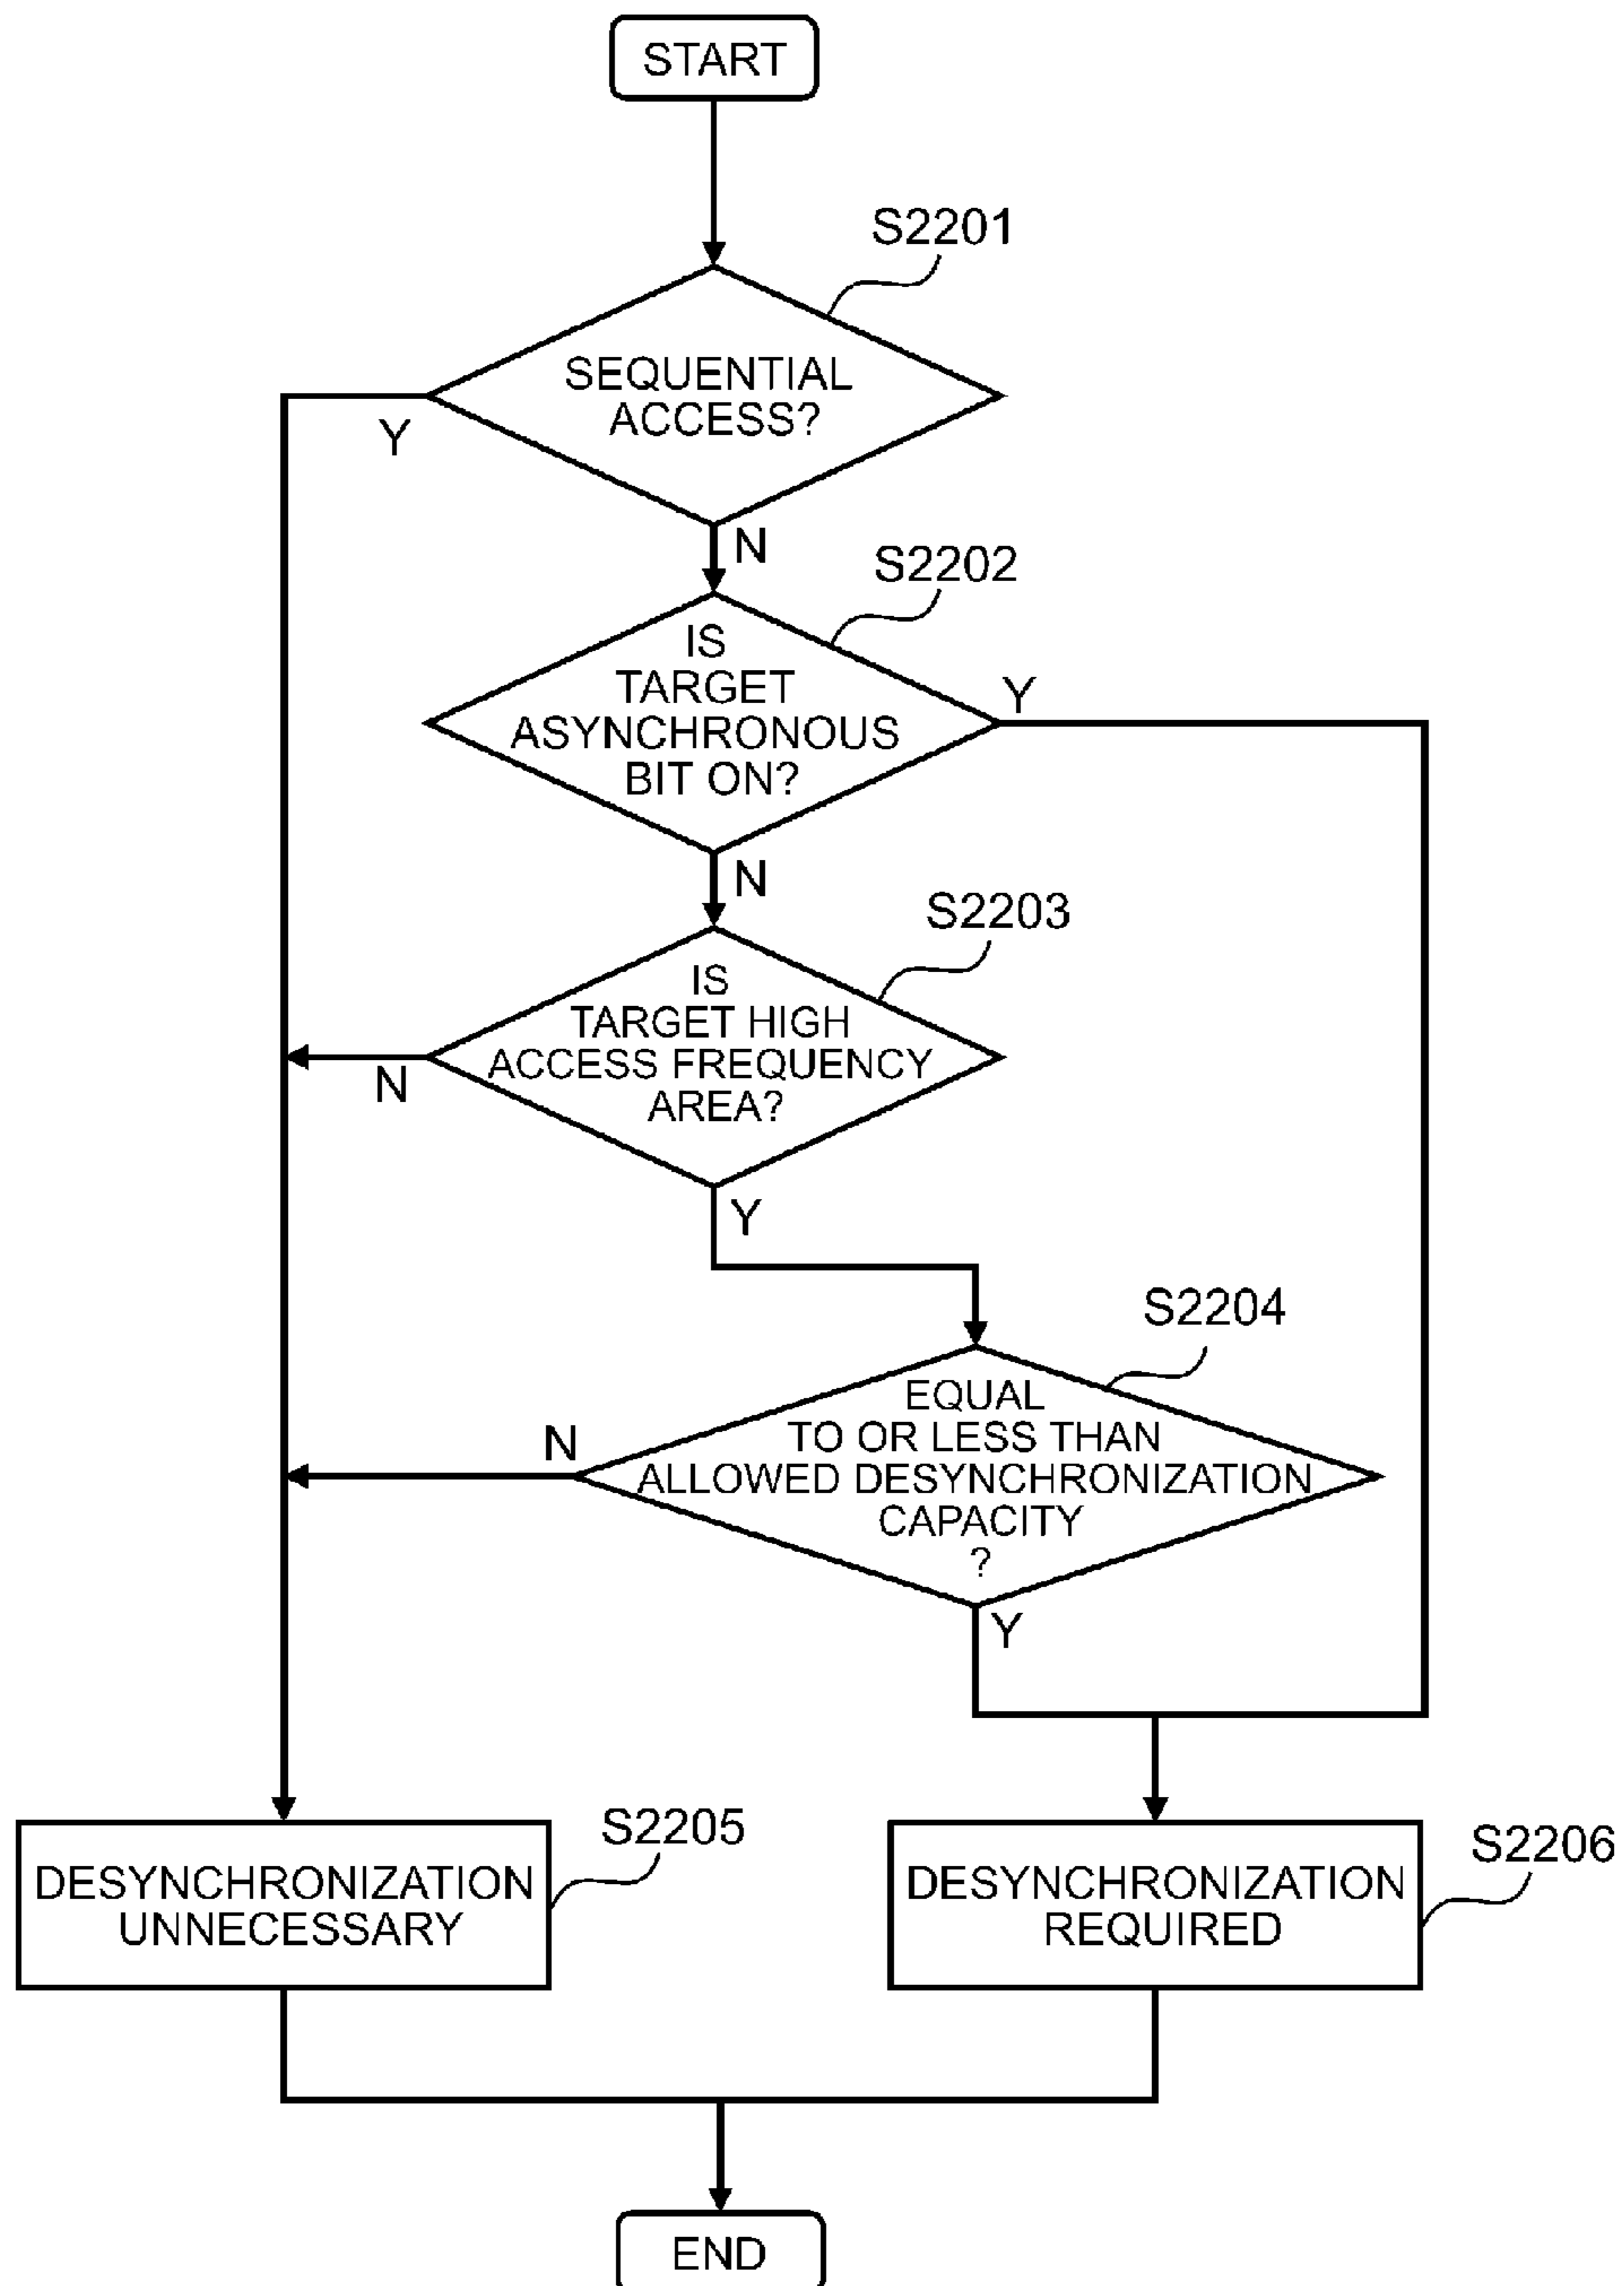 START
S2201
SEQUENTIAL
ACCESS?
Y
N
S2202
IS
TARGET
ASYNCHRONOUS
BIT ON?
Y
N
S2203
IS
TARGET HIGH
ACCESS FREQUENCY
AREA?
N
Y
S2204
EQUAL
TO OR LESS THAN
ALLOWED DESYNCHRONIZATION
CAPACITY
?
N
Y
S2205
DESYNCHRONIZATION
UNNECESSARY
S2206
DESYNCHRONIZATION
REQUIRED
END